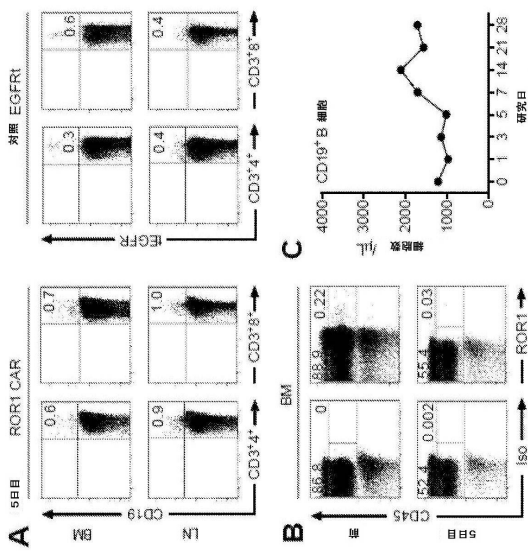 A
5日目
ROR1 CAR
対照 EGFRt
BM
0.6
0.7
0.3
0.6
CD19
tEGFR
LN
0.9
1.0
0.4
0.4
CD3⁺4⁺
CD3⁺8⁺
CD3⁺4⁺
CD3⁺8⁺
B
BM
前
86.8
0
88.9
0.22
CD45
5日目
52.4
0.002
55.4
0.03
Iso
ROR1
C
CD19⁺ B 細胞
4000
3000
2000
1000
0
細胞数
/μL
0 1 3 5 7 14 21 28
研究日